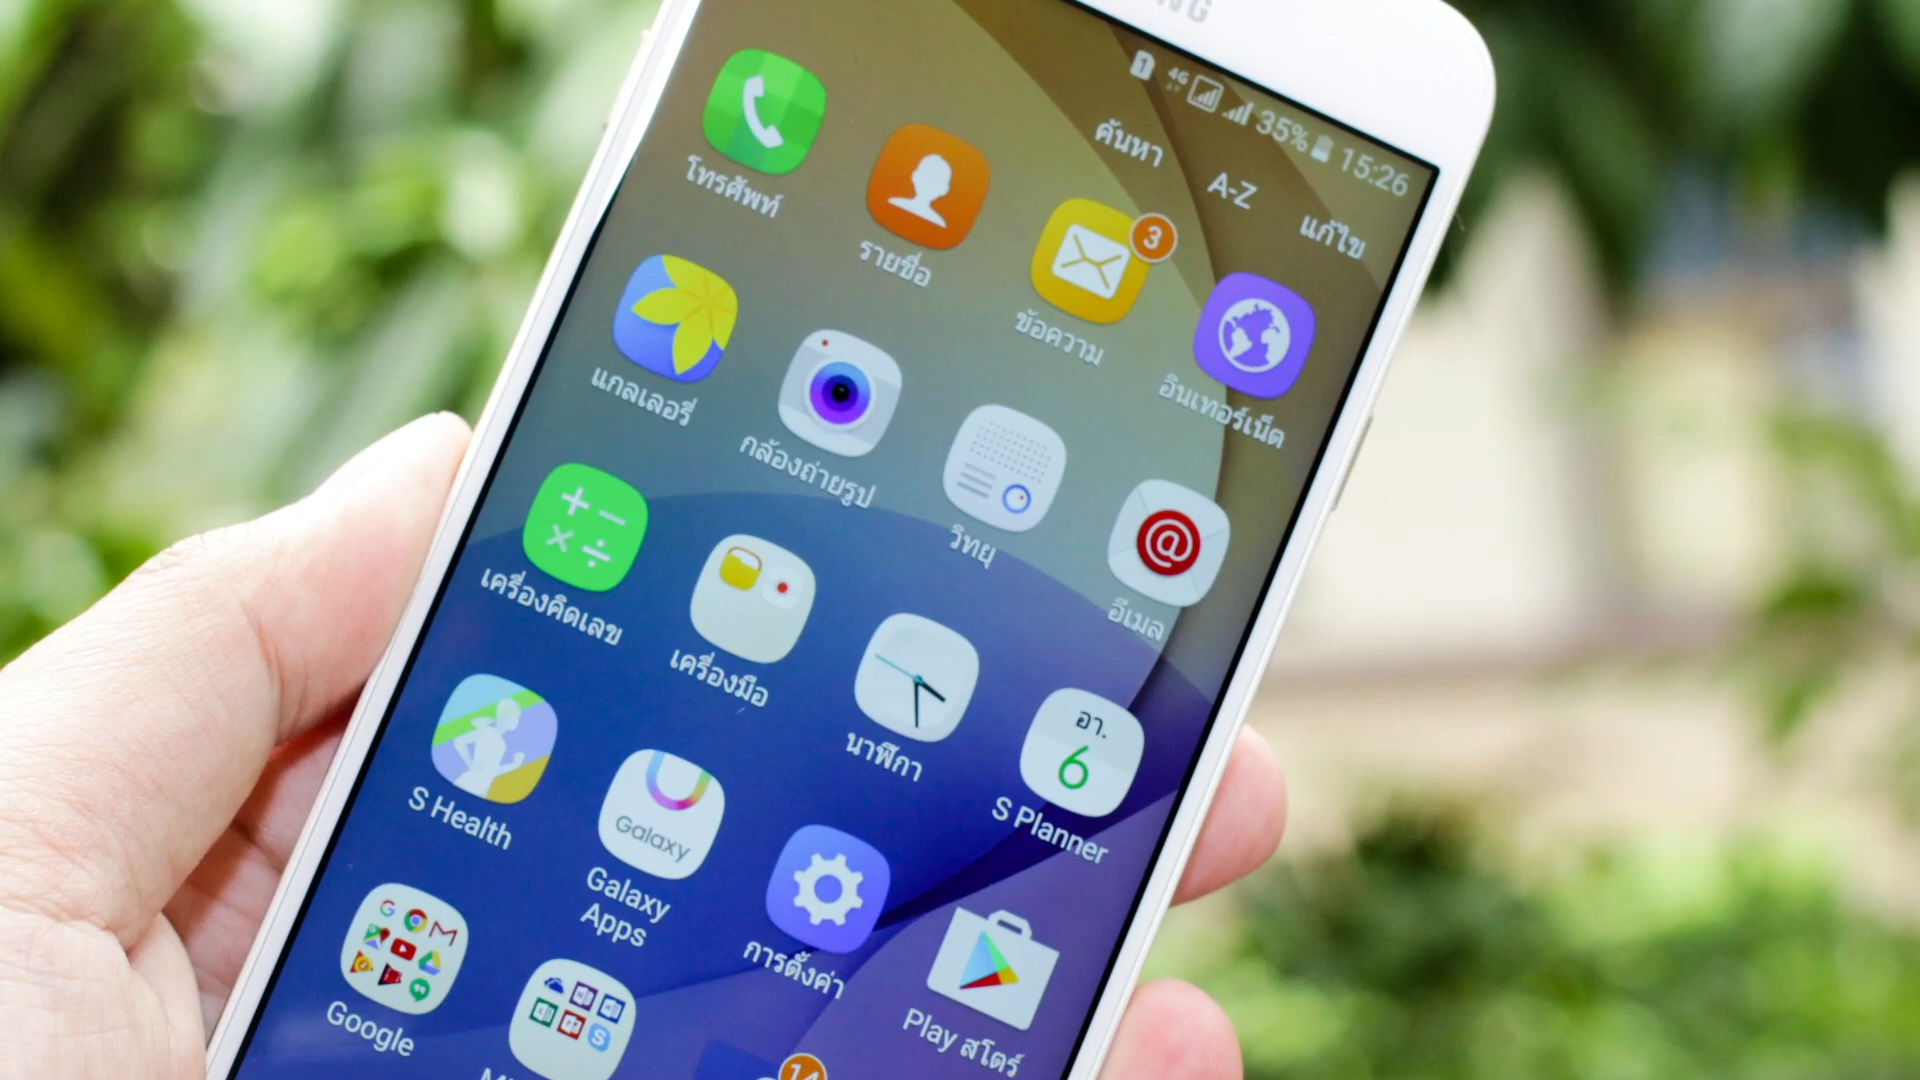 4G 35% 15:26
ค้นหา A-Z แก้ไข
โทรศัพท์
รายชื่อ
3
ข้อความ
อินเทอร์เน็ต
แกลเลอรี่
กล้องถ่ายรูป
วิทยุ
@
อีเมล
เครื่องคิดเลข
เครื่องมือ
นาฬิกา
อา.
6
S Planner
S Health
Galaxy
Galaxy
Apps
การตั้งค่า
Play สโตร์
Google
14